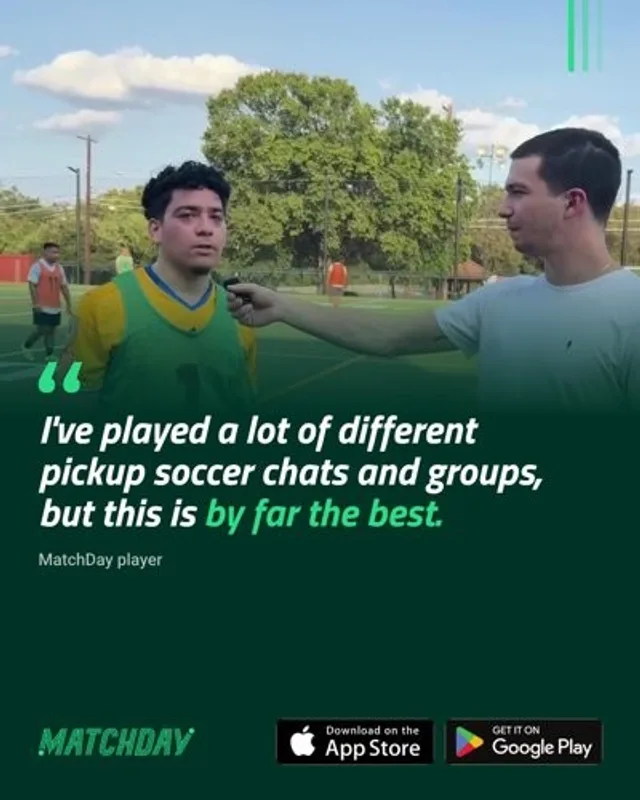 “
I've played a lot of different
pickup soccer chats and groups,
but this is by far the best.
MatchDay player
MATCHDAY
Download on the
App Store
GET IT ON
Google Play